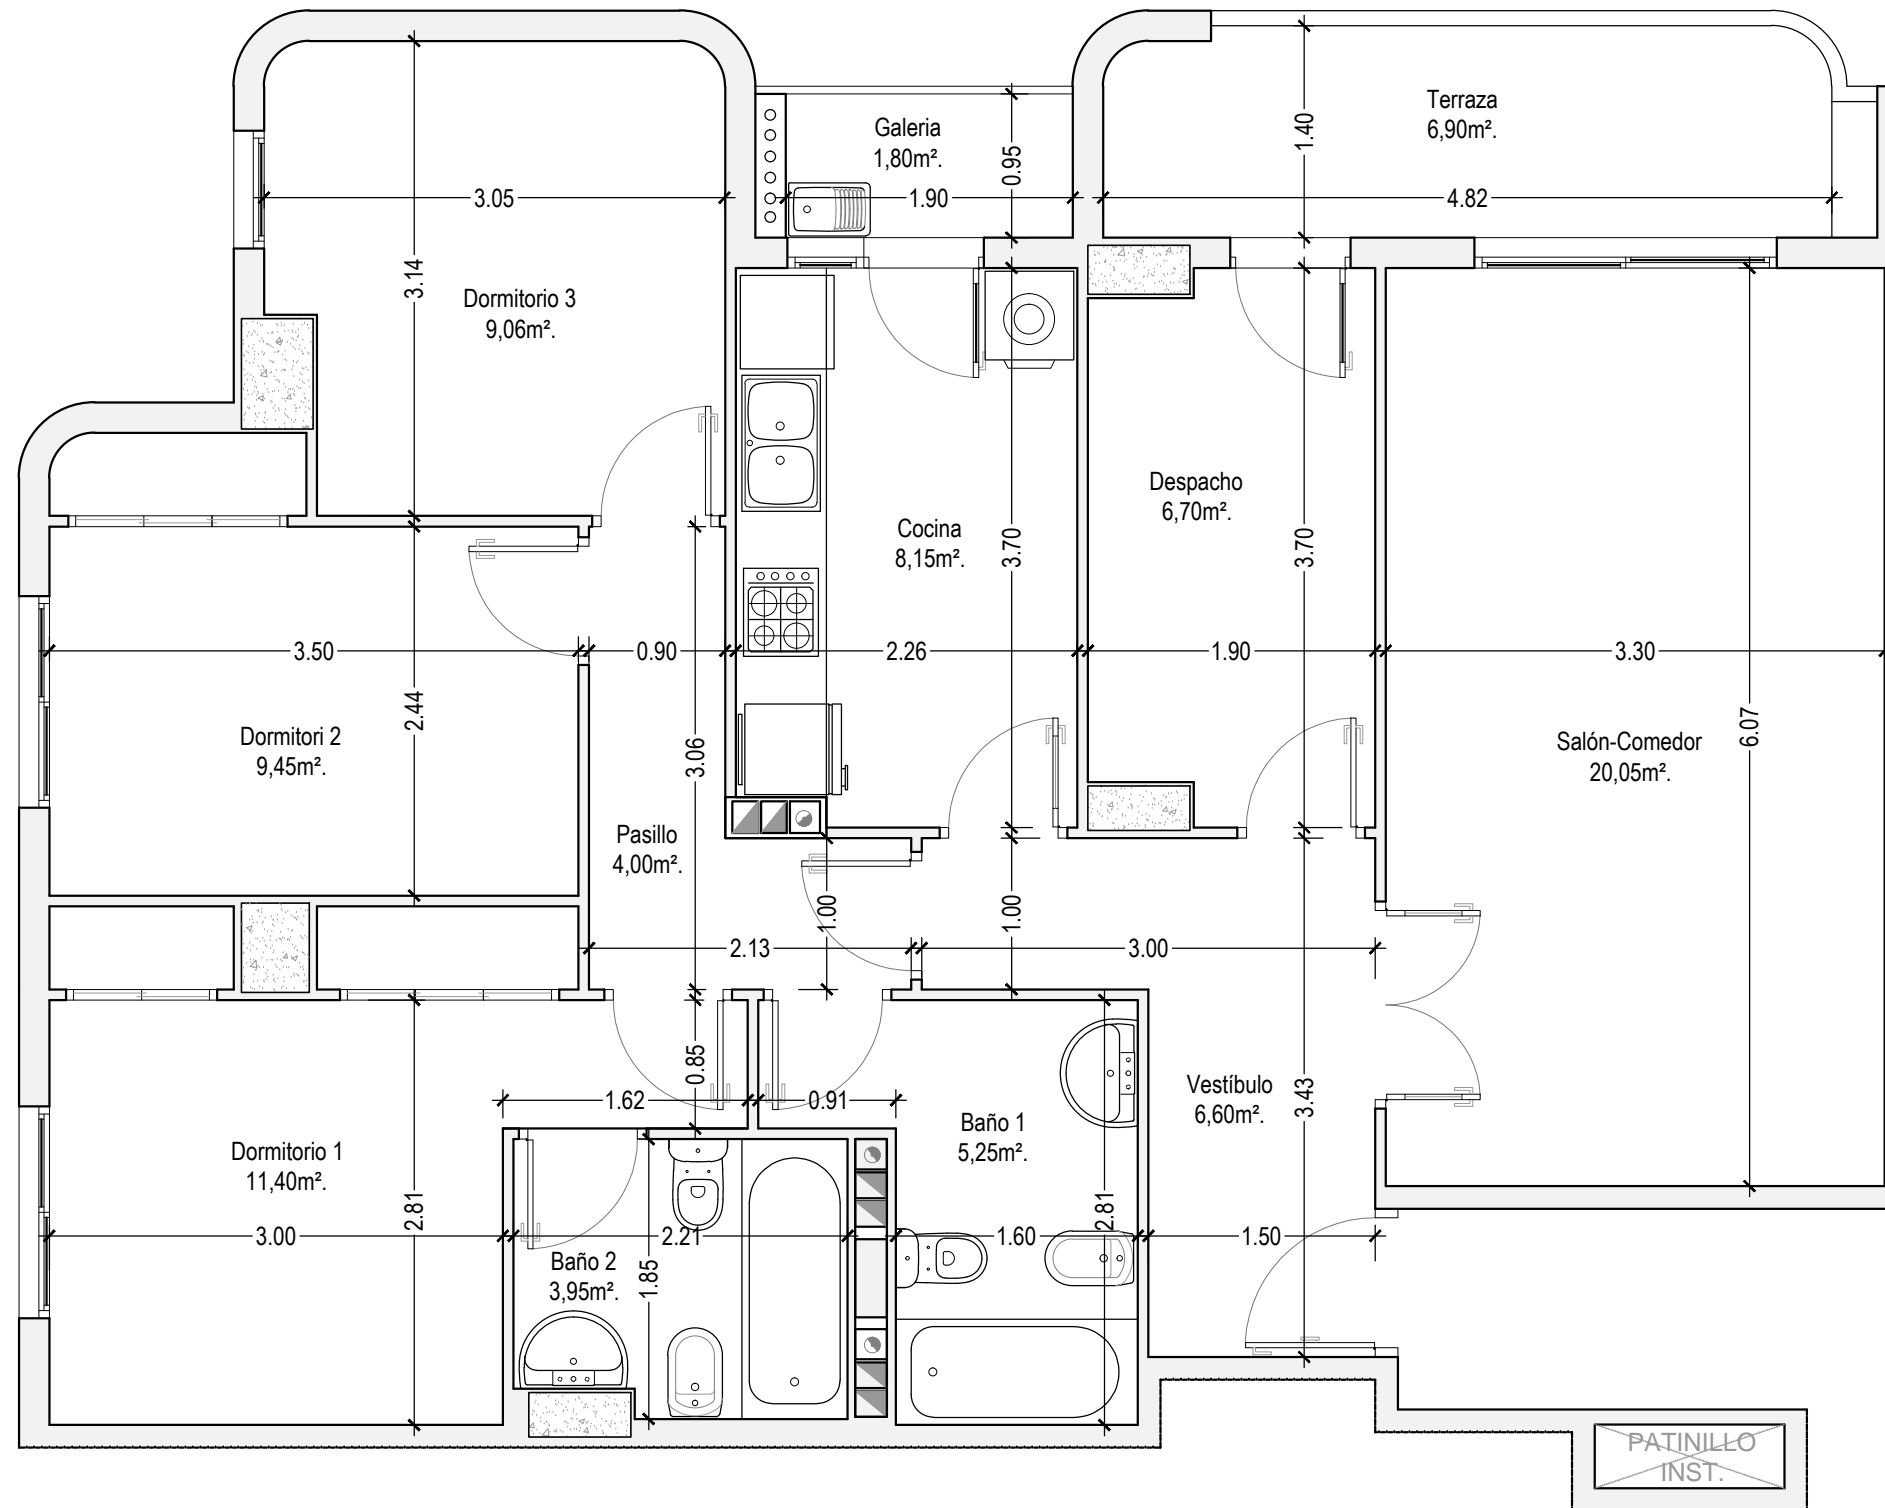 Terraza
6,90m².
1.40
4.82
Galeria
1,80m².
0.95
1.90
3.05
3.14
Dormitorio 3
9,06m².
Despacho
6,70m².
3.70
Cocina
8,15m².
3.70
3.50
0.90
2.26
1.90
3.30
2.44
Dormitori 2
9,45m².
3.06
Salón-Comedor
20,05m².
6.07
Pasillo
4,00m².
1.00
1.00
2.13
3.00
0.85
1.62
0.91
Vestíbulo
6,60m².
3.43
Baño 1
5,25m².
Dormitorio 1
11,40m².
2.81
2.81
3.00
2.21
1.60
1.50
Baño 2
3,95m².
1.85
PATINILLO
INST.